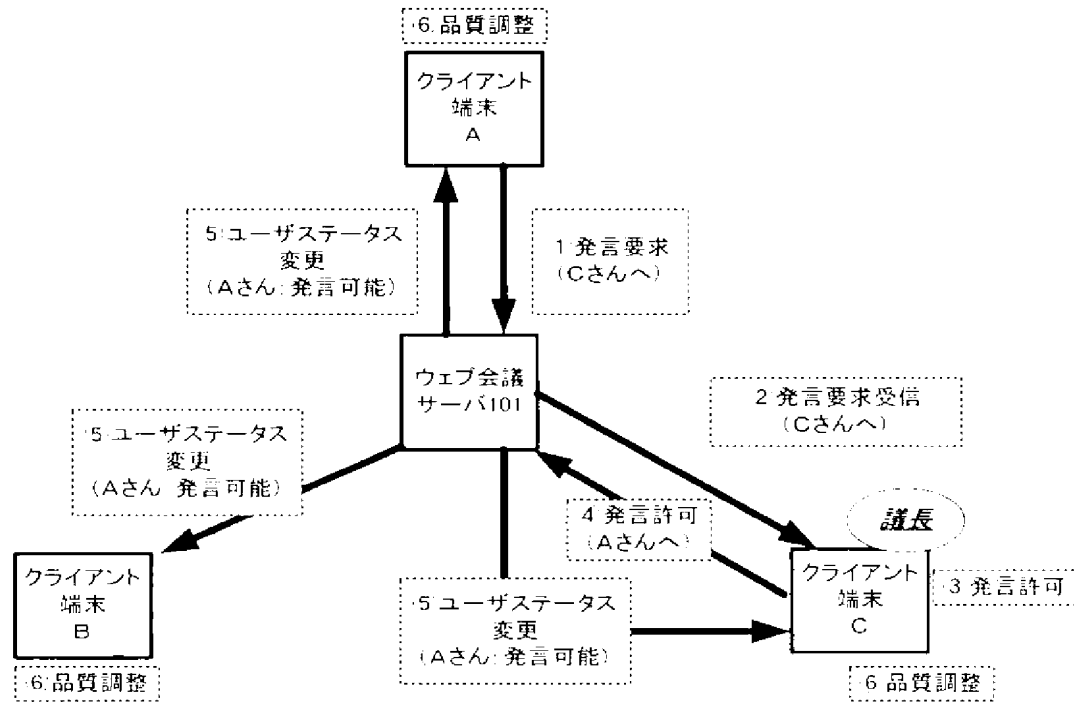 6:品質調整
クライアント
端末
A
5:ユーザステータス
変更
(Aさん:発言可能)
1:発言要求
(Cさんへ)
ウェブ会議
サーバ101
2 発言要求受信
(Cさんへ)
5:ユーザステータス
変更
(Aさん 発言可能)
4 発言許可
(Aさんへ)
議長
クライアント
端末
B
クライアント
端末
C
3 発言許可
5:ユーザステータス
変更
(Aさん:発言可能)
6:品質調整
6 品質調整